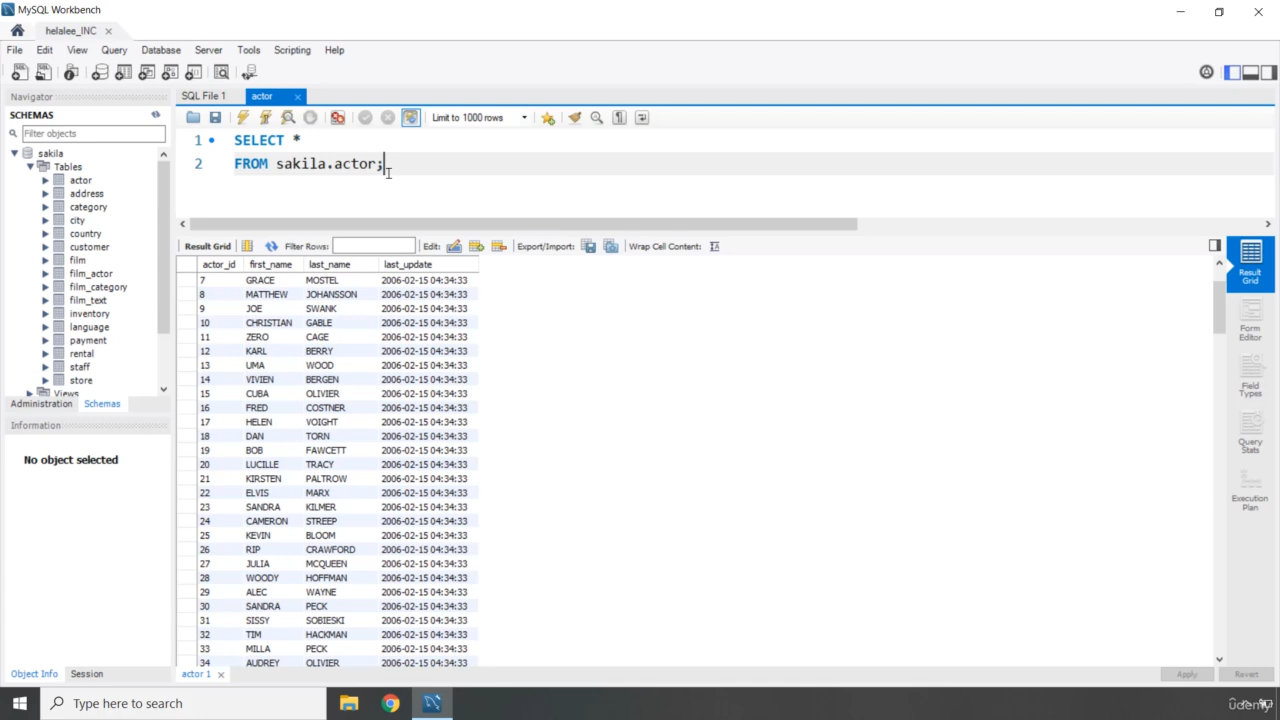 MySQL Workbench
helalee_INC
File Edit View Query Database Server Tools Scripting Help
Navigator
SQL File 1 actor
SCHEMAS
Filter objects
Limit to 1000 rows
1 SELECT *
2 FROM sakila.actor;
sakila
Tables
actor
address
category
city
country
customer
film
film_actor
film_category
film_text
inventory
language
payment
rental
staff
store
Views
Administration Schemas
Information
No object selected
Result Grid Filter Rows: Edit: Export/Import: Wrap Cell Content:
actor_id first_name last_name last_update
7 GRACE MOSTEL 2006-02-15 04:34:33
8 MATTHEW JOHANSSON 2006-02-15 04:34:33
9 JOE SWANK 2006-02-15 04:34:33
10 CHRISTIAN GABLE 2006-02-15 04:34:33
11 ZERO CAGE 2006-02-15 04:34:33
12 KARL BERRY 2006-02-15 04:34:33
13 UMA WOOD 2006-02-15 04:34:33
14 VIVIEN BERGEN 2006-02-15 04:34:33
15 CUBA OLIVIER 2006-02-15 04:34:33
16 FRED COSTNER 2006-02-15 04:34:33
17 HELEN VOIGHT 2006-02-15 04:34:33
18 DAN TORN 2006-02-15 04:34:33
19 BOB FAWCETT 2006-02-15 04:34:33
20 LUCILLE TRACY 2006-02-15 04:34:33
21 KIRSTEN PALTROW 2006-02-15 04:34:33
22 ELVIS MARX 2006-02-15 04:34:33
23 SANDRA KILMER 2006-02-15 04:34:33
24 CAMERON STREEP 2006-02-15 04:34:33
25 KEVIN BLOOM 2006-02-15 04:34:33
26 RIP CRAWFORD 2006-02-15 04:34:33
27 JULIA MCQUEEN 2006-02-15 04:34:33
28 WOODY HOFFMAN 2006-02-15 04:34:33
29 ALEC WAYNE 2006-02-15 04:34:33
30 SANDRA PECK 2006-02-15 04:34:33
31 SISSY SOBIESKI 2006-02-15 04:34:33
32 TIM HACKMAN 2006-02-15 04:34:33
33 MILLA PECK 2006-02-15 04:34:33
34 AUDREY OLIVIER 2006-02-15 04:34:33
Result
Grid
Form
Editor
Field
Types
Query
Stats
Execution
Plan
Object Info Session
actor 1
Apply Revert
Type here to search
udemy